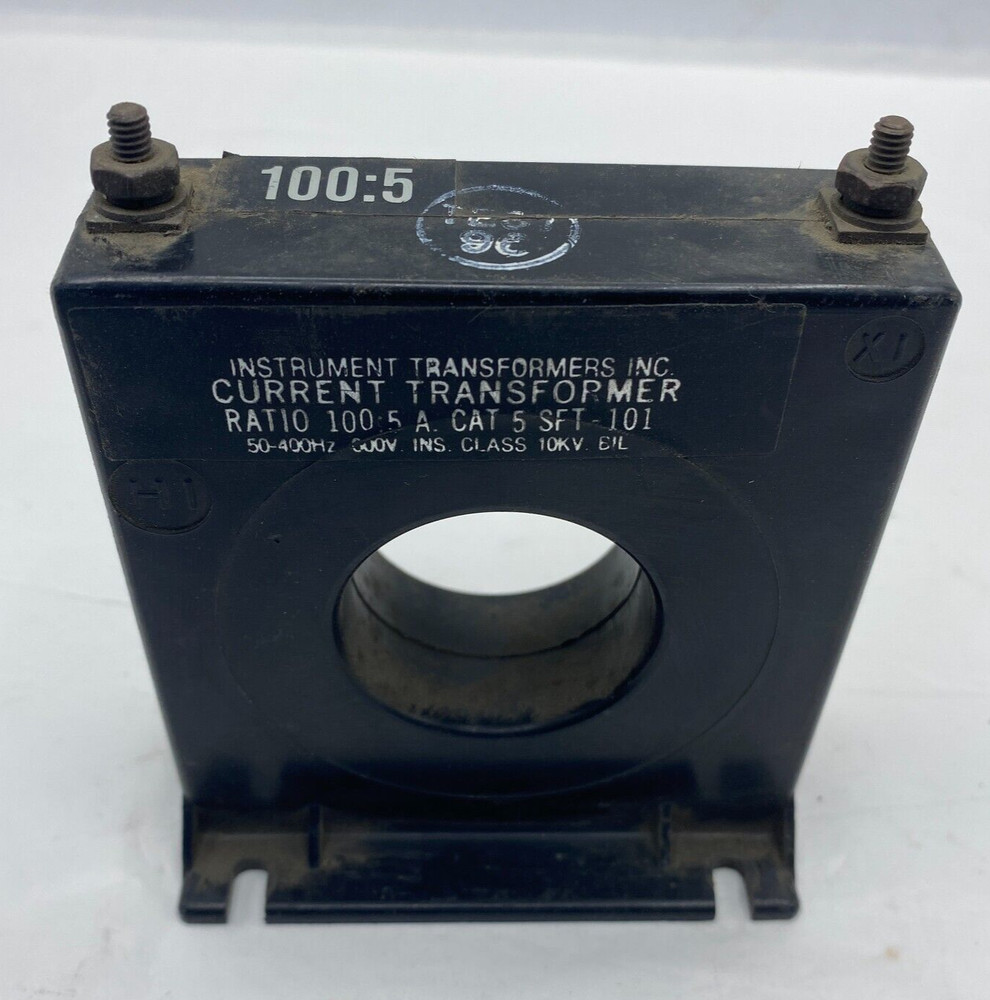 100:5
36
INSTRUMENT TRANSFORMERS INC.
CURRENT TRANSFORMER
RATIO 100:5 A. CAT 5 SFT-101
50-400Hz 600V. INS. CLASS 10KV. BIL
X1
H1